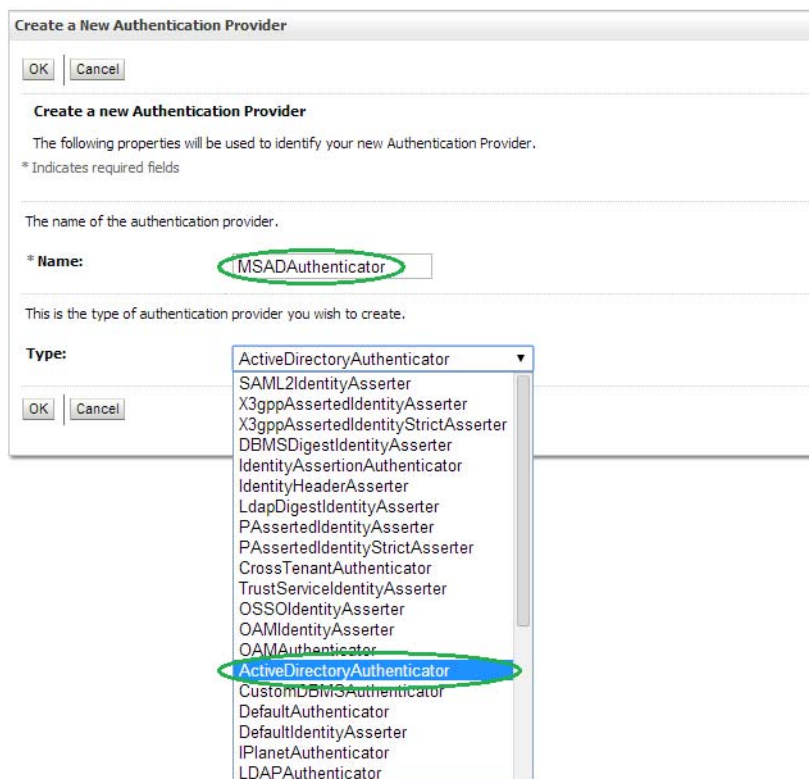 Create a New Authentication Provider
OK Cancel
Create a new Authentication Provider
The following properties will be used to identify your new Authentication Provider.
* Indicates required fields
The name of the authentication provider.
* Name: MSADAuthenticator
This is the type of authentication provider you wish to create.
Type: ActiveDirectoryAuthenticator
SAML2IdentityAsserter
X3gppAssertedIdentityAsserter
X3gppAssertedIdentityStrictAsserter
OK Cancel
DBMSDigestIdentityAsserter
IdentityAssertionAuthenticator
IdentityHeaderAsserter
LdapDigestIdentityAsserter
PAssertedIdentityAsserter
PAssertedIdentityStrictAsserter
CrossTenantAuthenticator
TrustServiceIdentityAsserter
OSSOIdentityAsserter
OAMIdentityAsserter
OAMAuthenticator
ActiveDirectoryAuthenticator
CustomDBMSAuthenticator
DefaultAuthenticator
DefaultIdentityAsserter
IPlanetAuthenticator
LDAPAuthenticator